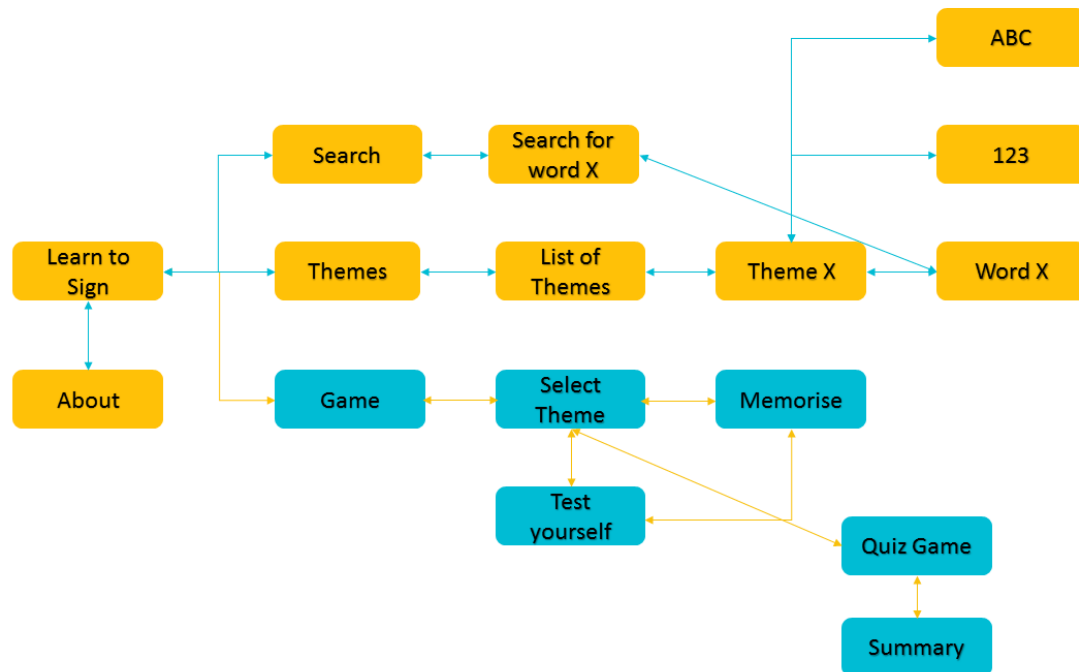 ABC
Search
Search for
word X
123
Learn to
Sign
Themes
List of
Themes
Theme X
Word X
About
Game
Select
Theme
Memorise
Test
yourself
Quiz Game
Summary